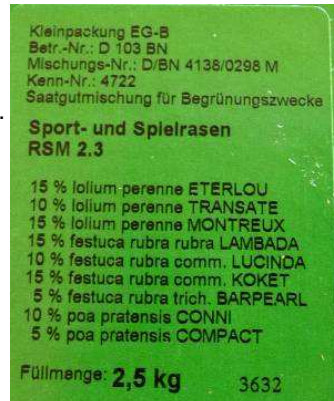 Kleinpackung EG-B
Betr.-Nr.: D 103 BN
Mischungs-Nr.: D/BN 4138/0298 M
Kenn-Nr.: 4722
Saatgutmischung für Begrünungszwecke
Sport- und Spielrasen
RSM 2.3
15 % lolium perenne ETERLOU
10 % lolium perenne TRANSATE
15 % lolium perenne MONTREUX
15 % festuca rubra rubra LAMBADA
10 % festuca rubra comm. LUCINDA
15 % festuca rubra comm. KOKET
5 % festuca rubra trich. BARPEARL
10 % poa pratensis CONNI
5 % poa pratensis COMPACT
Füllmenge: 2,5 kg 3632